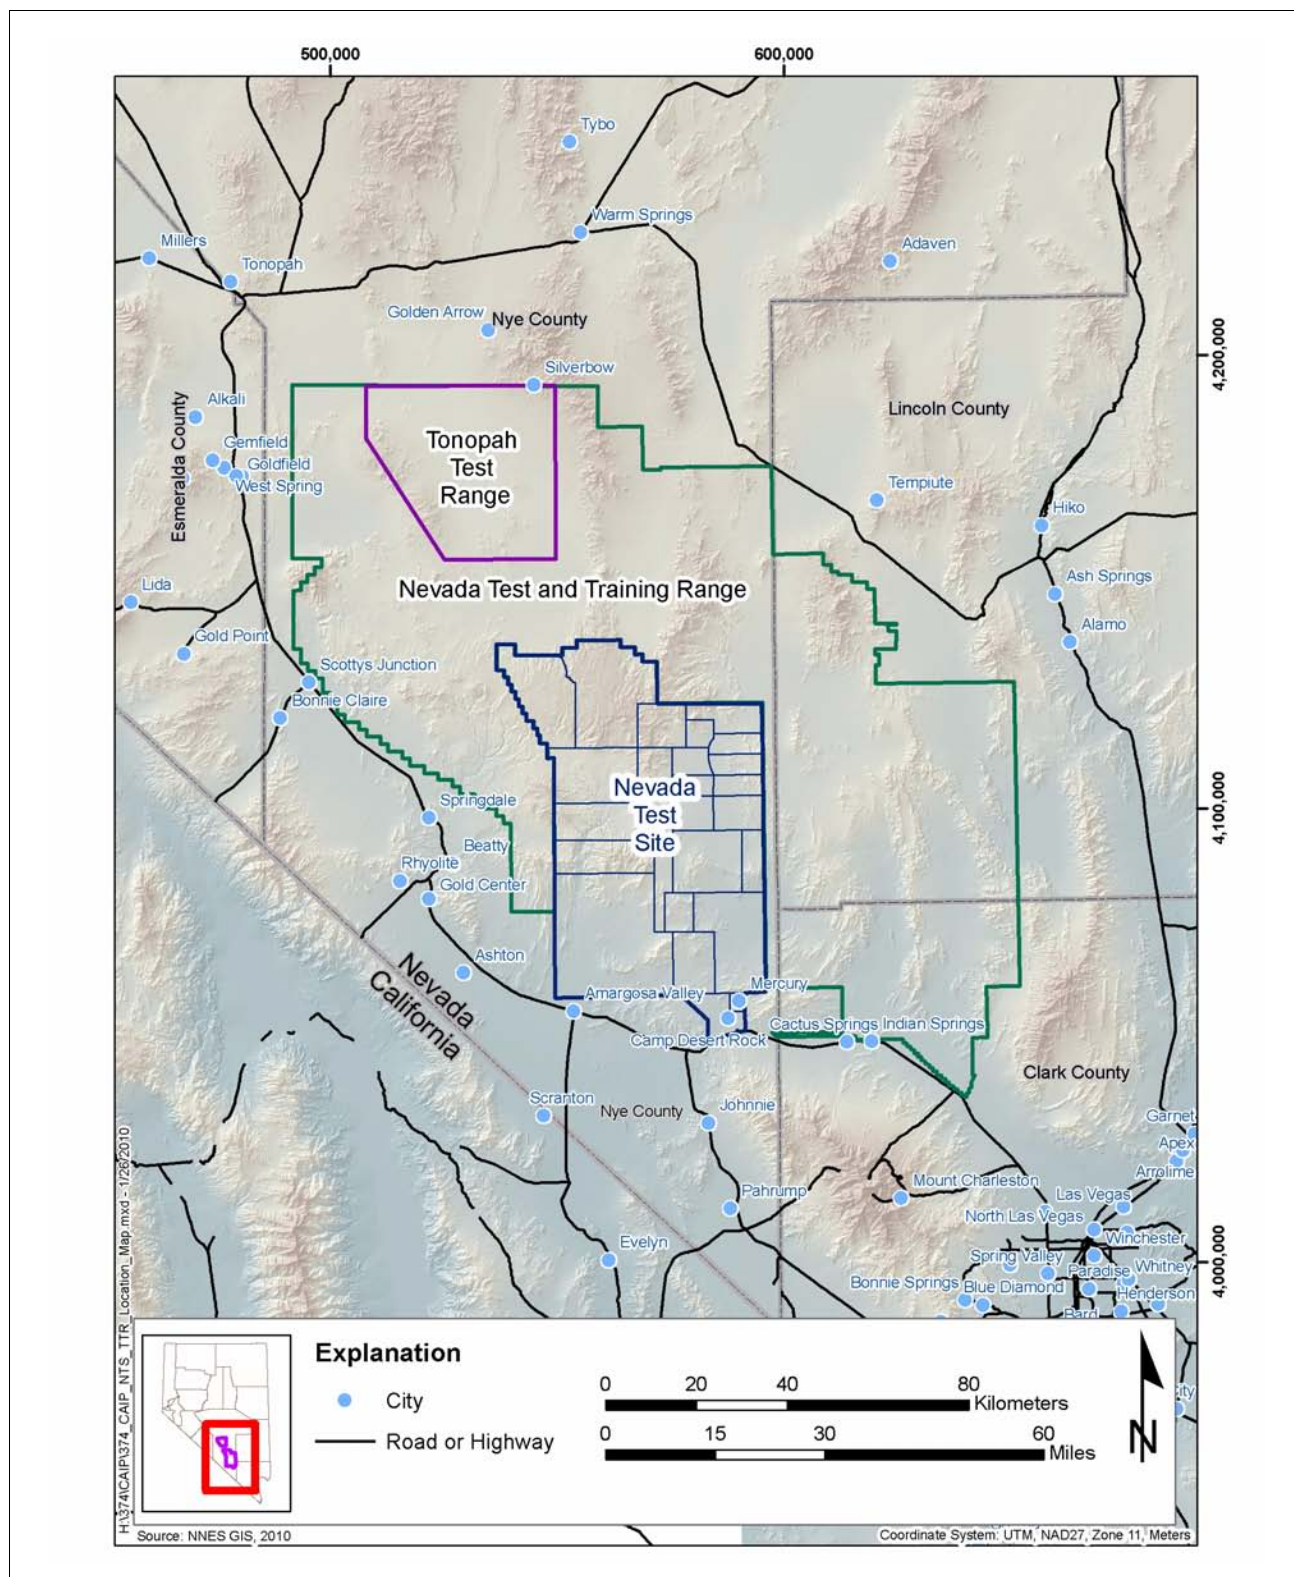 500,000
600,000
Tybo
Warm Springs
Millers
Adaven
Tonopah
Golden Arrow
Nye County
4,200,000
Silverbow
Alkali
Lincoln County
Esmeralda County
Gemfield
Tonopah
Test
Range
Goldfield
West Spring
Tempiute
Hiko
Lida
Nevada Test and Training Range
Ash Springs
Gold Point
Alamo
Scottys Junction
Bonnie Claire
Nevada
Test
Site
Springdale
4,100,000
Beatty
Rhyolite
Gold Center
Ashton
Nevada
California
Amargosa Valley
Mercury
Cactus Springs
Indian Springs
Camp Desert Rock
Clark County
Scranton
Nye County
Johnnie
Garnet
Apex
Arrolime
Mount Charleston
Pahrump
Las Vegas
North Las Vegas
Winchester
Evelyn
Spring Valley
Paradise
Whitney
4,000,000
Bonnie Springs
Blue Diamond
Henderson
Bard
H:\374\CAIP\374_CAIP_NTS_TTR_Location_Map.mxd - 1/26/2010
Explanation
City
Road or Highway
0 20 40 80
Kilometers
0 15 30 60
Miles
N
Source: NNES GIS, 2010
Coordinate System: UTM, NAD27, Zone 11, Meters